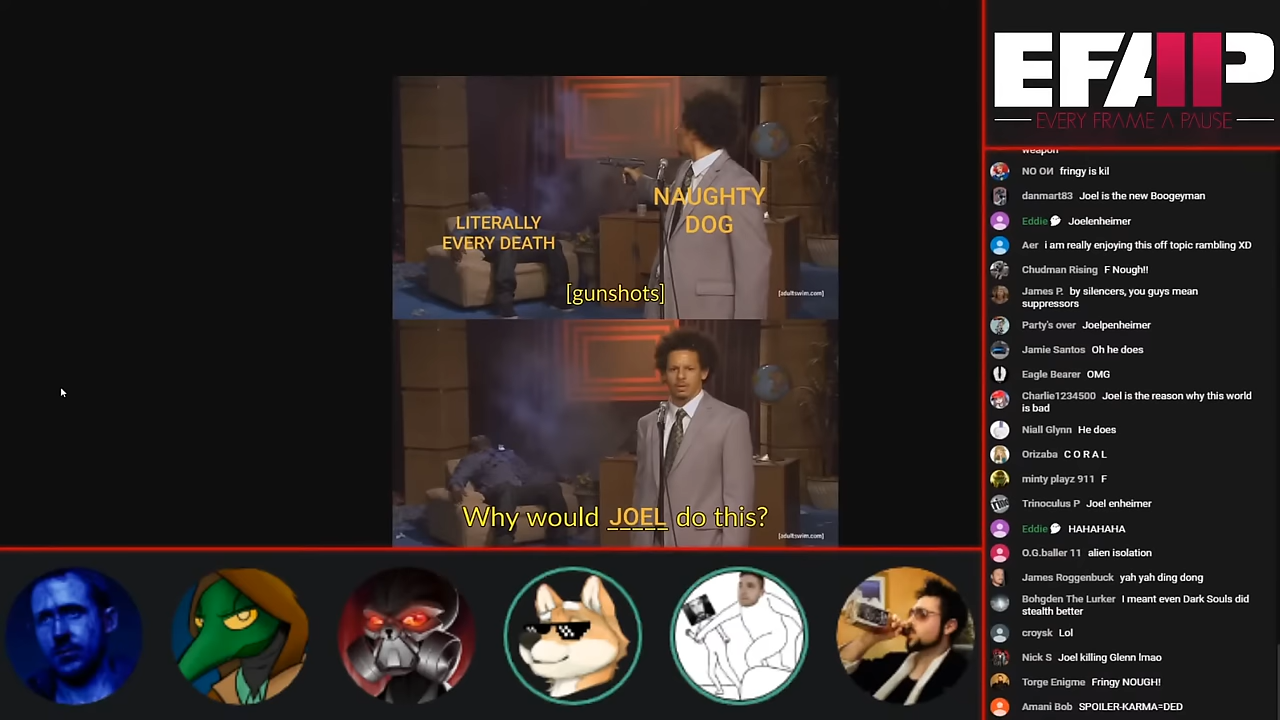 LITERALLY
EVERY DEATH
NAUGHTY
DOG
[gunshots]
[adultswim.com]
Why would JOEL do this?
[adultswim.com]
EFAP
EVERY FRAME A PAUSE
weapon
NO OИ fringy is kil
danmart83 Joel is the new Boogeyman
Eddie Joelenheimer
Aer i am really enjoying this off topic rambling XD
Chudman Rising F Nough!!
James P. by silencers, you guys mean
suppressors
Party's over Joelpenheimer
Jamie Santos Oh he does
Eagle Bearer OMG
Charlie1234500 Joel is the reason why this world
is bad
Niall Glynn He does
Orizaba C O R A L
minty playz 911 F
Trinoculus P Joel enheimer
Eddie HAHAHAHA
O.G.baller 11 alien isolation
James Roggenbuck yah yah ding dong
Bohgden The Lurker I meant even Dark Souls did
stealth better
croysk Lol
Nick S Joel killing Glenn lmao
Torge Enigme Fringy NOUGH!
Amani Bob SPOILER-KARMA=DED